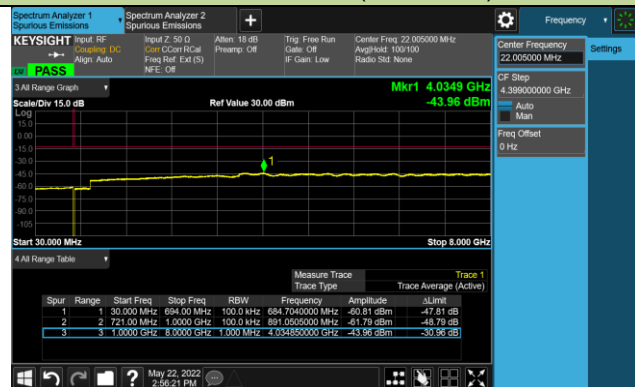 Spectrum Analyzer 1
Spurious Emissions
Spectrum Analyzer 2
Spurious Emissions
+
Frequency
KEYSIGHT
Input: RF
Coupling: DC
Align: Auto
Input Z: 50 Ω
Corr CCorr RCal
Freq Ref: Ext (S)
NFE: Off
Atten: 18 dB
Preamp: Off
Trig: Free Run
Gate: Off
IF Gain: Low
Center Freq: 22.005000 MHz
Avg|Hold: 100/100
Radio Std: None
PASS
Center Frequency
22.005000 MHz
Settings
CF Step
4.399000000 GHz
Auto
Man
Freq Offset
0 Hz
3 All Range Graph
Mkr1 4.0349 GHz
Scale/Div 15.0 dB
Ref Value 30.00 dBm
-43.96 dBm
Log
15.0
0.00
-15.0
-30.0
-45.0
-60.0
-75.0
-90.0
-105
1
Start 30.000 MHz
Stop 8.000 GHz
4 All Range Table
Measure Trace Trace 1
Trace Type Trace Average (Active)
Spur Range Start Freq Stop Freq RBW Frequency Amplitude ΔLimit
1 1 30.000 MHz 694.00 MHz 100.0 kHz 684.7040000 MHz -60.81 dBm -47.81 dB
2 2 721.00 MHz 1.0000 GHz 100.0 kHz 891.0505000 MHz -61.79 dBm -48.79 dB
3 3 1.0000 GHz 8.0000 GHz 1.000 MHz 4.034850000 GHz -43.96 dBm -30.96 dB
?
May 22, 2022
2:56:21 PM